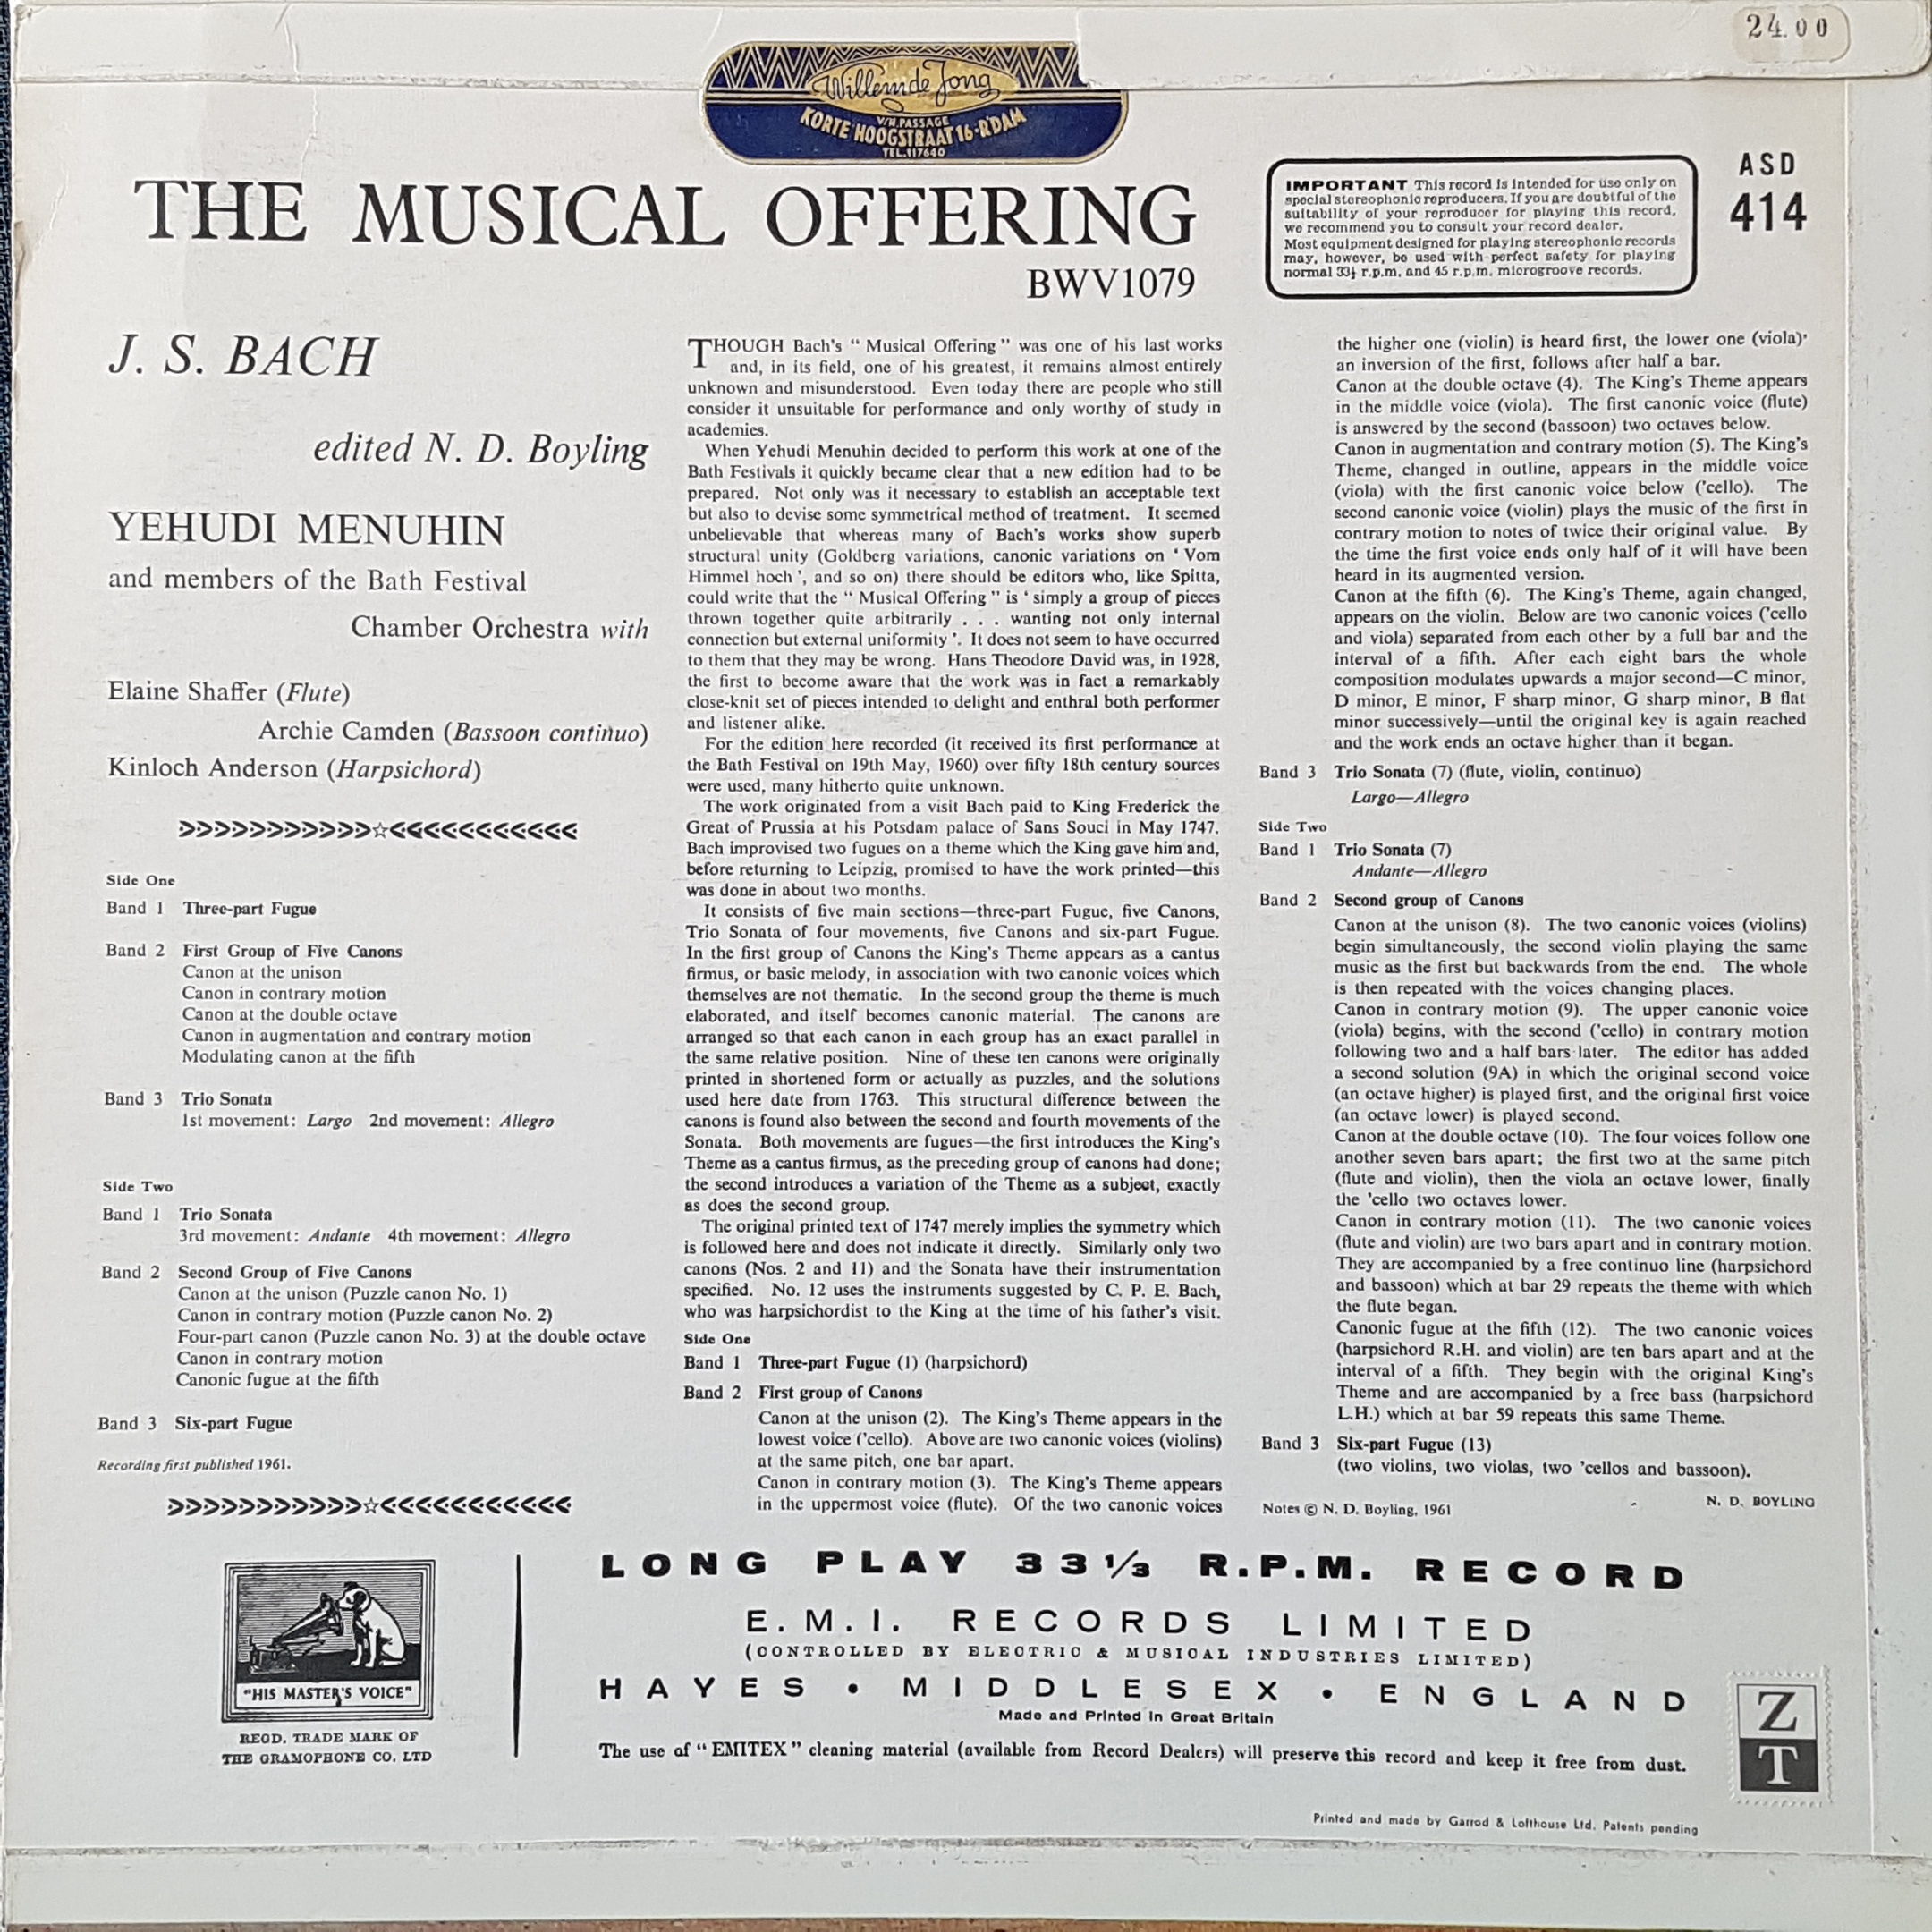 24.00
Willem de Jong
V/H. PASSAGE
KORTE HOOGSTRAAT 16-R'DAM
TEL. 117640
THE MUSICAL OFFERING
BWV1079
IMPORTANT This record is intended for use only on
special stereophonic reproducers. If you are doubtful of the
suitability of your reproducer for playing this record,
we recommend you to consult your record dealer.
Most equipment designed for playing stereophonic records
may, however, be used with perfect safety for playing
normal 33⅓ r.p.m. and 45 r.p.m. microgroove records.
ASD
414
J. S. BACH
edited N. D. Boyling
YEHUDI MENUHIN
and members of the Bath Festival
Chamber Orchestra with
Elaine Shaffer (Flute)
Archie Camden (Bassoon continuo)
Kinloch Anderson (Harpsichord)
Side One
Band 1 Three-part Fugue
Band 2 First Group of Five Canons
Canon at the unison
Canon in contrary motion
Canon at the double octave
Canon in augmentation and contrary motion
Modulating canon at the fifth
Band 3 Trio Sonata
1st movement: Largo 2nd movement: Allegro
Side Two
Band 1 Trio Sonata
3rd movement: Andante 4th movement: Allegro
Band 2 Second Group of Five Canons
Canon at the unison (Puzzle canon No. 1)
Canon in contrary motion (Puzzle canon No. 2)
Four-part canon (Puzzle canon No. 3) at the double octave
Canon in contrary motion
Canonic fugue at the fifth
Band 3 Six-part Fugue
Recording first published 1961.
THOUGH Bach's “ Musical Offering ” was one of his last works
and, in its field, one of his greatest, it remains almost entirely
unknown and misunderstood. Even today there are people who still
consider it unsuitable for performance and only worthy of study in
academies.
When Yehudi Menuhin decided to perform this work at one of the
Bath Festivals it quickly became clear that a new edition had to be
prepared. Not only was it necessary to establish an acceptable text
but also to devise some symmetrical method of treatment. It seemed
unbelievable that whereas many of Bach's works show superb
structural unity (Goldberg variations, canonic variations on ‘ Vom
Himmel hoch ’, and so on) there should be editors who, like Spitta,
could write that the “ Musical Offering ” is ‘ simply a group of pieces
thrown together quite arbitrarily . . . wanting not only internal
connection but external uniformity ’. It does not seem to have occurred
to them that they may be wrong. Hans Theodore David was, in 1928,
the first to become aware that the work was in fact a remarkably
close-knit set of pieces intended to delight and enthral both performer
and listener alike.
For the edition here recorded (it received its first performance at
the Bath Festival on 19th May, 1960) over fifty 18th century sources
were used, many hitherto quite unknown.
The work originated from a visit Bach paid to King Frederick the
Great of Prussia at his Potsdam palace of Sans Souci in May 1747.
Bach improvised two fugues on a theme which the King gave him and,
before returning to Leipzig, promised to have the work printed—this
was done in about two months.
It consists of five main sections—three-part Fugue, five Canons,
Trio Sonata of four movements, five Canons and six-part Fugue.
In the first group of Canons the King's Theme appears as a cantus
firmus, or basic melody, in association with two canonic voices which
themselves are not thematic. In the second group the theme is much
elaborated, and itself becomes canonic material. The canons are
arranged so that each canon in each group has an exact parallel in
the same relative position. Nine of these ten canons were originally
printed in shortened form or actually as puzzles, and the solutions
used here date from 1763. This structural difference between the
canons is found also between the second and fourth movements of the
Sonata. Both movements are fugues—the first introduces the King's
Theme as a cantus firmus, as the preceding group of canons had done;
the second introduces a variation of the Theme as a subject, exactly
as does the second group.
The original printed text of 1747 merely implies the symmetry which
is followed here and does not indicate it directly. Similarly only two
canons (Nos. 2 and 11) and the Sonata have their instrumentation
specified. No. 12 uses the instruments suggested by C. P. E. Bach,
who was harpsichordist to the King at the time of his father's visit.
Side One
Band 1 Three-part Fugue (1) (harpsichord)
Band 2 First group of Canons
Canon at the unison (2). The King's Theme appears in the
lowest voice ('cello). Above are two canonic voices (violins)
at the same pitch, one bar apart.
Canon in contrary motion (3). The King's Theme appears
in the uppermost voice (flute). Of the two canonic voices
the higher one (violin) is heard first, the lower one (viola)'
an inversion of the first, follows after half a bar.
Canon at the double octave (4). The King's Theme appears
in the middle voice (viola). The first canonic voice (flute)
is answered by the second (bassoon) two octaves below.
Canon in augmentation and contrary motion (5). The King's
Theme, changed in outline, appears in the middle voice
(viola) with the first canonic voice below ('cello). The
second canonic voice (violin) plays the music of the first in
contrary motion to notes of twice their original value. By
the time the first voice ends only half of it will have been
heard in its augmented version.
Canon at the fifth (6). The King's Theme, again changed,
appears on the violin. Below are two canonic voices ('cello
and viola) separated from each other by a full bar and the
interval of a fifth. After each eight bars the whole
composition modulates upwards a major second—C minor,
D minor, E minor, F sharp minor, G sharp minor, B flat
minor successively—until the original key is again reached
and the work ends an octave higher than it began.
Band 3 Trio Sonata (7) (flute, violin, continuo)
Largo—Allegro
Side Two
Band 1 Trio Sonata (7)
Andante—Allegro
Band 2 Second group of Canons
Canon at the unison (8). The two canonic voices (violins)
begin simultaneously, the second violin playing the same
music as the first but backwards from the end. The whole
is then repeated with the voices changing places.
Canon in contrary motion (9). The upper canonic voice
(viola) begins, with the second ('cello) in contrary motion
following two and a half bars later. The editor has added
a second solution (9A) in which the original second voice
(an octave higher) is played first, and the original first voice
(an octave lower) is played second.
Canon at the double octave (10). The four voices follow one
another seven bars apart; the first two at the same pitch
(flute and violin), then the viola an octave lower, finally
the 'cello two octaves lower.
Canon in contrary motion (11). The two canonic voices
(flute and violin) are two bars apart and in contrary motion.
They are accompanied by a free continuo line (harpsichord
and bassoon) which at bar 29 repeats the theme with which
the flute began.
Canonic fugue at the fifth (12). The two canonic voices
(harpsichord R.H. and violin) are ten bars apart and at the
interval of a fifth. They begin with the original King's
Theme and are accompanied by a free bass (harpsichord
L.H.) which at bar 59 repeats this same Theme.
Band 3 Six-part Fugue (13)
(two violins, two violas, two 'cellos and bassoon).
Notes © N. D. Boyling, 1961
N. D. BOYLING
"HIS MASTER'S VOICE"
REGD. TRADE MARK OF
THE GRAMOPHONE CO. LTD
LONG PLAY 33⅓ R.P.M. RECORD
E.M.I. RECORDS LIMITED
(CONTROLLED BY ELECTRIC & MUSICAL INDUSTRIES LIMITED)
HAYES • MIDDLESEX • ENGLAND
Made and Printed in Great Britain
The use of “ EMITEX ” cleaning material (available from Record Dealers) will preserve this record and keep it free from dust.
Z
T
Printed and made by Garrod & Lofthouse Ltd. Patents pending